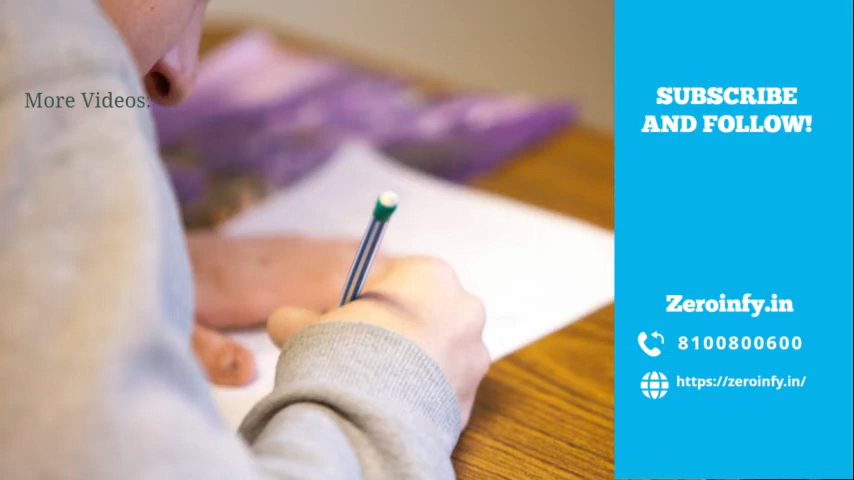 More Videos:
SUBSCRIBE
AND FOLLOW!
Zeroinfy.in
8100800600
https://zeroinfy.in/